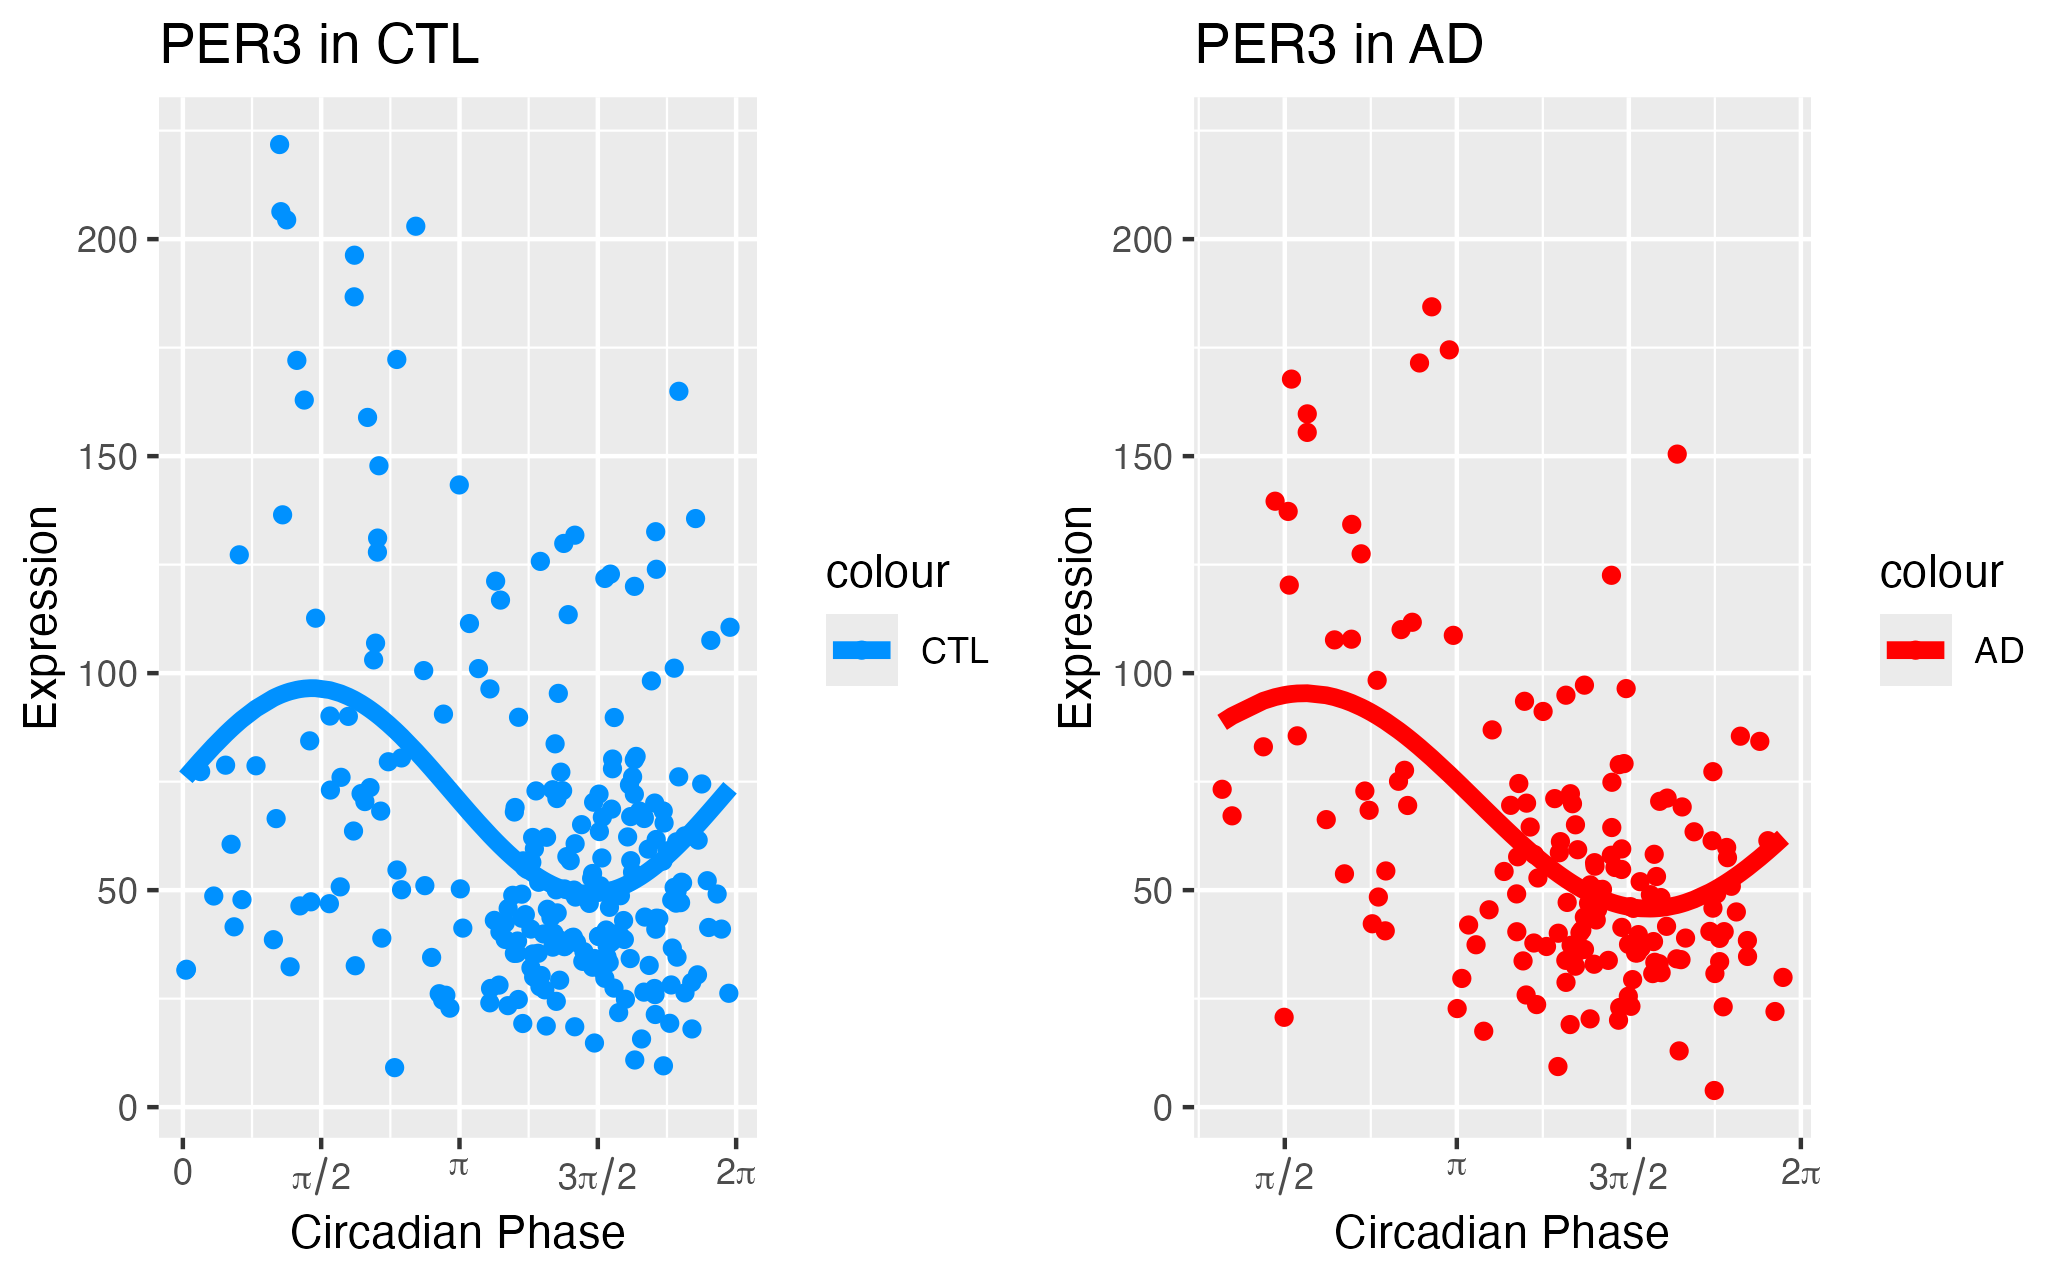 PER3 in CTL
200
150
100
50
0
Expression
0 π/2 π 3π/2 2π
Circadian Phase
colour
CTL
PER3 in AD
200
150
100
50
0
Expression
π/2 π 3π/2 2π
Circadian Phase
colour
AD